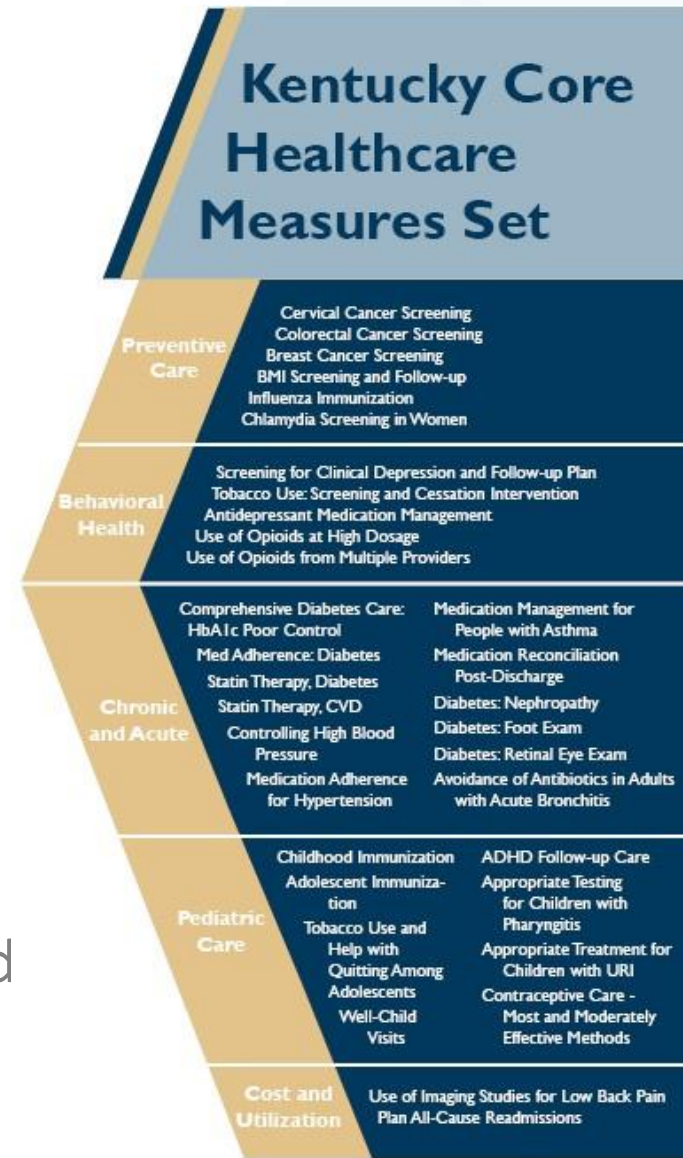 Kentucky Core
Healthcare
Measures Set
Preventive
Care
Cervical Cancer Screening
Colorectal Cancer Screening
Breast Cancer Screening
BMI Screening and Follow-up
Influenza Immunization
Chlamydia Screening in Women
Behavioral
Health
Screening for Clinical Depression and Follow-up Plan
Tobacco Use: Screening and Cessation Intervention
Antidepressant Medication Management
Use of Opioids at High Dosage
Use of Opioids from Multiple Providers
Chronic
and Acute
Comprehensive Diabetes Care:
HbA1c Poor Control
Med Adherence: Diabetes
Statin Therapy, Diabetes
Statin Therapy, CVD
Controlling High Blood
Pressure
Medication Adherence
for Hypertension
Medication Management for
People with Asthma
Medication Reconciliation
Post-Discharge
Diabetes: Nephropathy
Diabetes: Foot Exam
Diabetes: Retinal Eye Exam
Avoidance of Antibiotics in Adults
with Acute Bronchitis
d
Pediatric
Care
Childhood Immunization
Adolescent Immuniza-
tion
Tobacco Use and
Help with
Quitting Among
Adolescents
Well-Child
Visits
ADHD Follow-up Care
Appropriate Testing
for Children with
Pharyngitis
Appropriate Treatment for
Children with URI
Contraceptive Care -
Most and Moderately
Effective Methods
Cost and
Utilization
Use of Imaging Studies for Low Back Pain
Plan All-Cause Readmissions